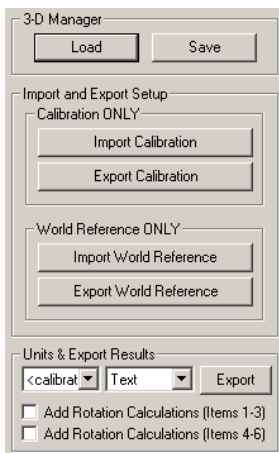 3-D Manager
Load Save
Import and Export Setup
Calibration ONLY
Import Calibration
Export Calibration
World Reference ONLY
Import World Reference
Export World Reference
Units & Export Results
<calibrat Text Export
Add Rotation Calculations (Items 1-3)
Add Rotation Calculations (Items 4-6)